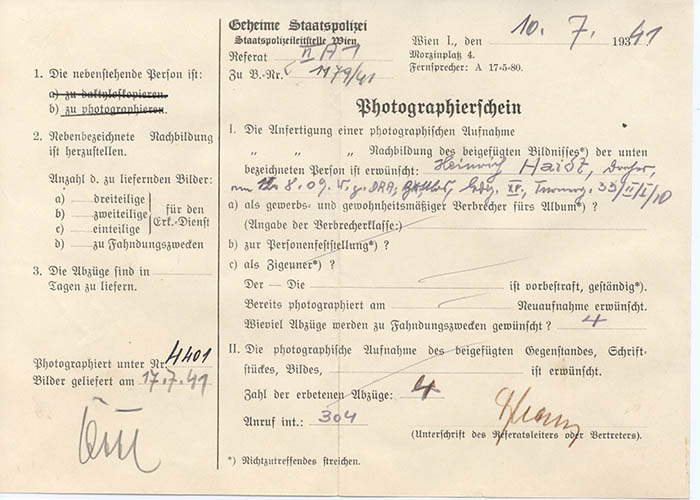 1. Die nebenstehende Person ist:
a) zu daktyloskopieren.
b) zu photographieren.
2. Nebenbezeichnete Nachbildung
ist herzustellen.
Anzahl d. zu liefernden Bilder:
a) dreiteilige
b) zweiteilige
c) einteilige
für den
Erk.-Dienst
d) zu Fahndungszwecken
3. Die Abzüge sind in
Tagen zu liefern.
Photographiert unter Nr. 4401
Bilder geliefert am 17.7.41
Geheime Staatspolizei
Staatspolizeileitstelle Wien
Referat II A 1
Zu B.-Nr. 1179/41
Wien I., den 10. 7. 1941
Morzinplatz 4.
Fernsprecher: A 17-5-80.
Photographierschein
I. Die Anfertigung einer photographischen Aufnahme
„ „ „ Nachbildung des beigefügten Bildnisses*) der unten
bezeichneten Person ist erwünscht: Heinrich
8.09
a) als gewerbs- und gewohnheitsmäßiger Verbrecher fürs Album*) ?
(Angabe der Verbrecherklasse:)
b) zur Personenfeststellung*) ?
c) als Zigeuner*) ?
Der — Die ist vorbestraft, geständig*).
Bereits photographiert am Neuaufnahme erwünscht.
Wieviel Abzüge werden zu Fahndungszwecken gewünscht ? 4
II. Die photographische Aufnahme des beigefügten Gegenstandes, Schrift-
stückes, Bildes, ist erwünscht.
Zahl der erbetenen Abzüge: 4
Anruf int.: 304
(Unterschrift des Referatsleiters oder Vertreters).
*) Nichtzutreffendes streichen.